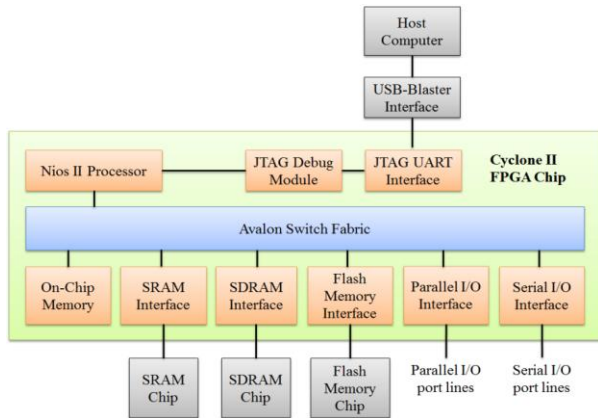 Host
Computer
USB-Blaster
Interface
Nios II Processor
JTAG Debug
Module
JTAG UART
Interface
Cyclone II
FPGA Chip
Avalon Switch Fabric
On-Chip
Memory
SRAM
Interface
SDRAM
Interface
Flash
Memory
Interface
Parallel I/O
Interface
Serial I/O
Interface
SRAM
Chip
SDRAM
Chip
Flash
Memory
Chip
Parallel I/O
port lines
Serial I/O
port lines